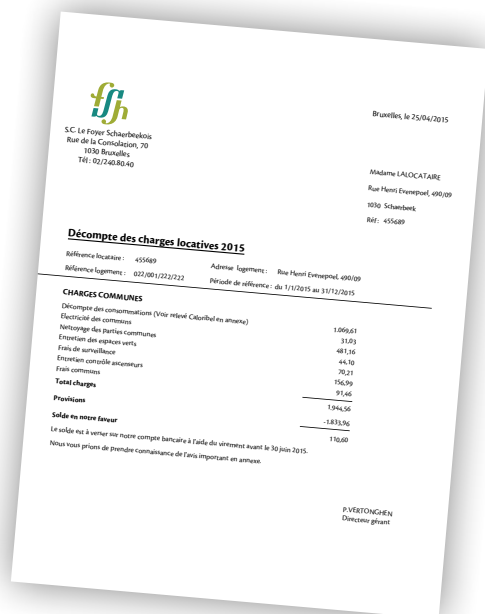 fsh
S.C. Le Foyer Schaerbeekois
Rue de la Consolation, 70
1030 Bruxelles
Tél : 02/240.80.40
Bruxelles, le 25/04/2015
Madame LALOCATAIRE
Rue Henri Evenepoel, 490/09
1030 Schaerbeek
Réf : 455689
Décompte des charges locatives 2015
Référence locataire : 455689 Adresse logement : Rue Henri Evenepoel, 490/09
Référence logement : 022/001/222/222 Période de référence : du 1/1/2015 au 31/12/2015
CHARGES COMMUNES
Décompte des consommations (Voir relevé Caloribel en annexe) 1.069,61
Electricité des communs 31,03
Nettoyage des parties communes 481,16
Entretien des espaces verts 44,10
Frais de surveillance 70,21
Entretien contrôle ascenseurs 156,99
Frais communs 91,46
Total charges 1.944,56
Provisions -1.833,96
Solde en notre faveur 110,60
Le solde est à verser sur notre compte bancaire à l'aide du virement avant le 30 juin 2015.
Nous vous prions de prendre connaissance de l'avis important en annexe.
P.VERTONGHEN
Directeur gérant